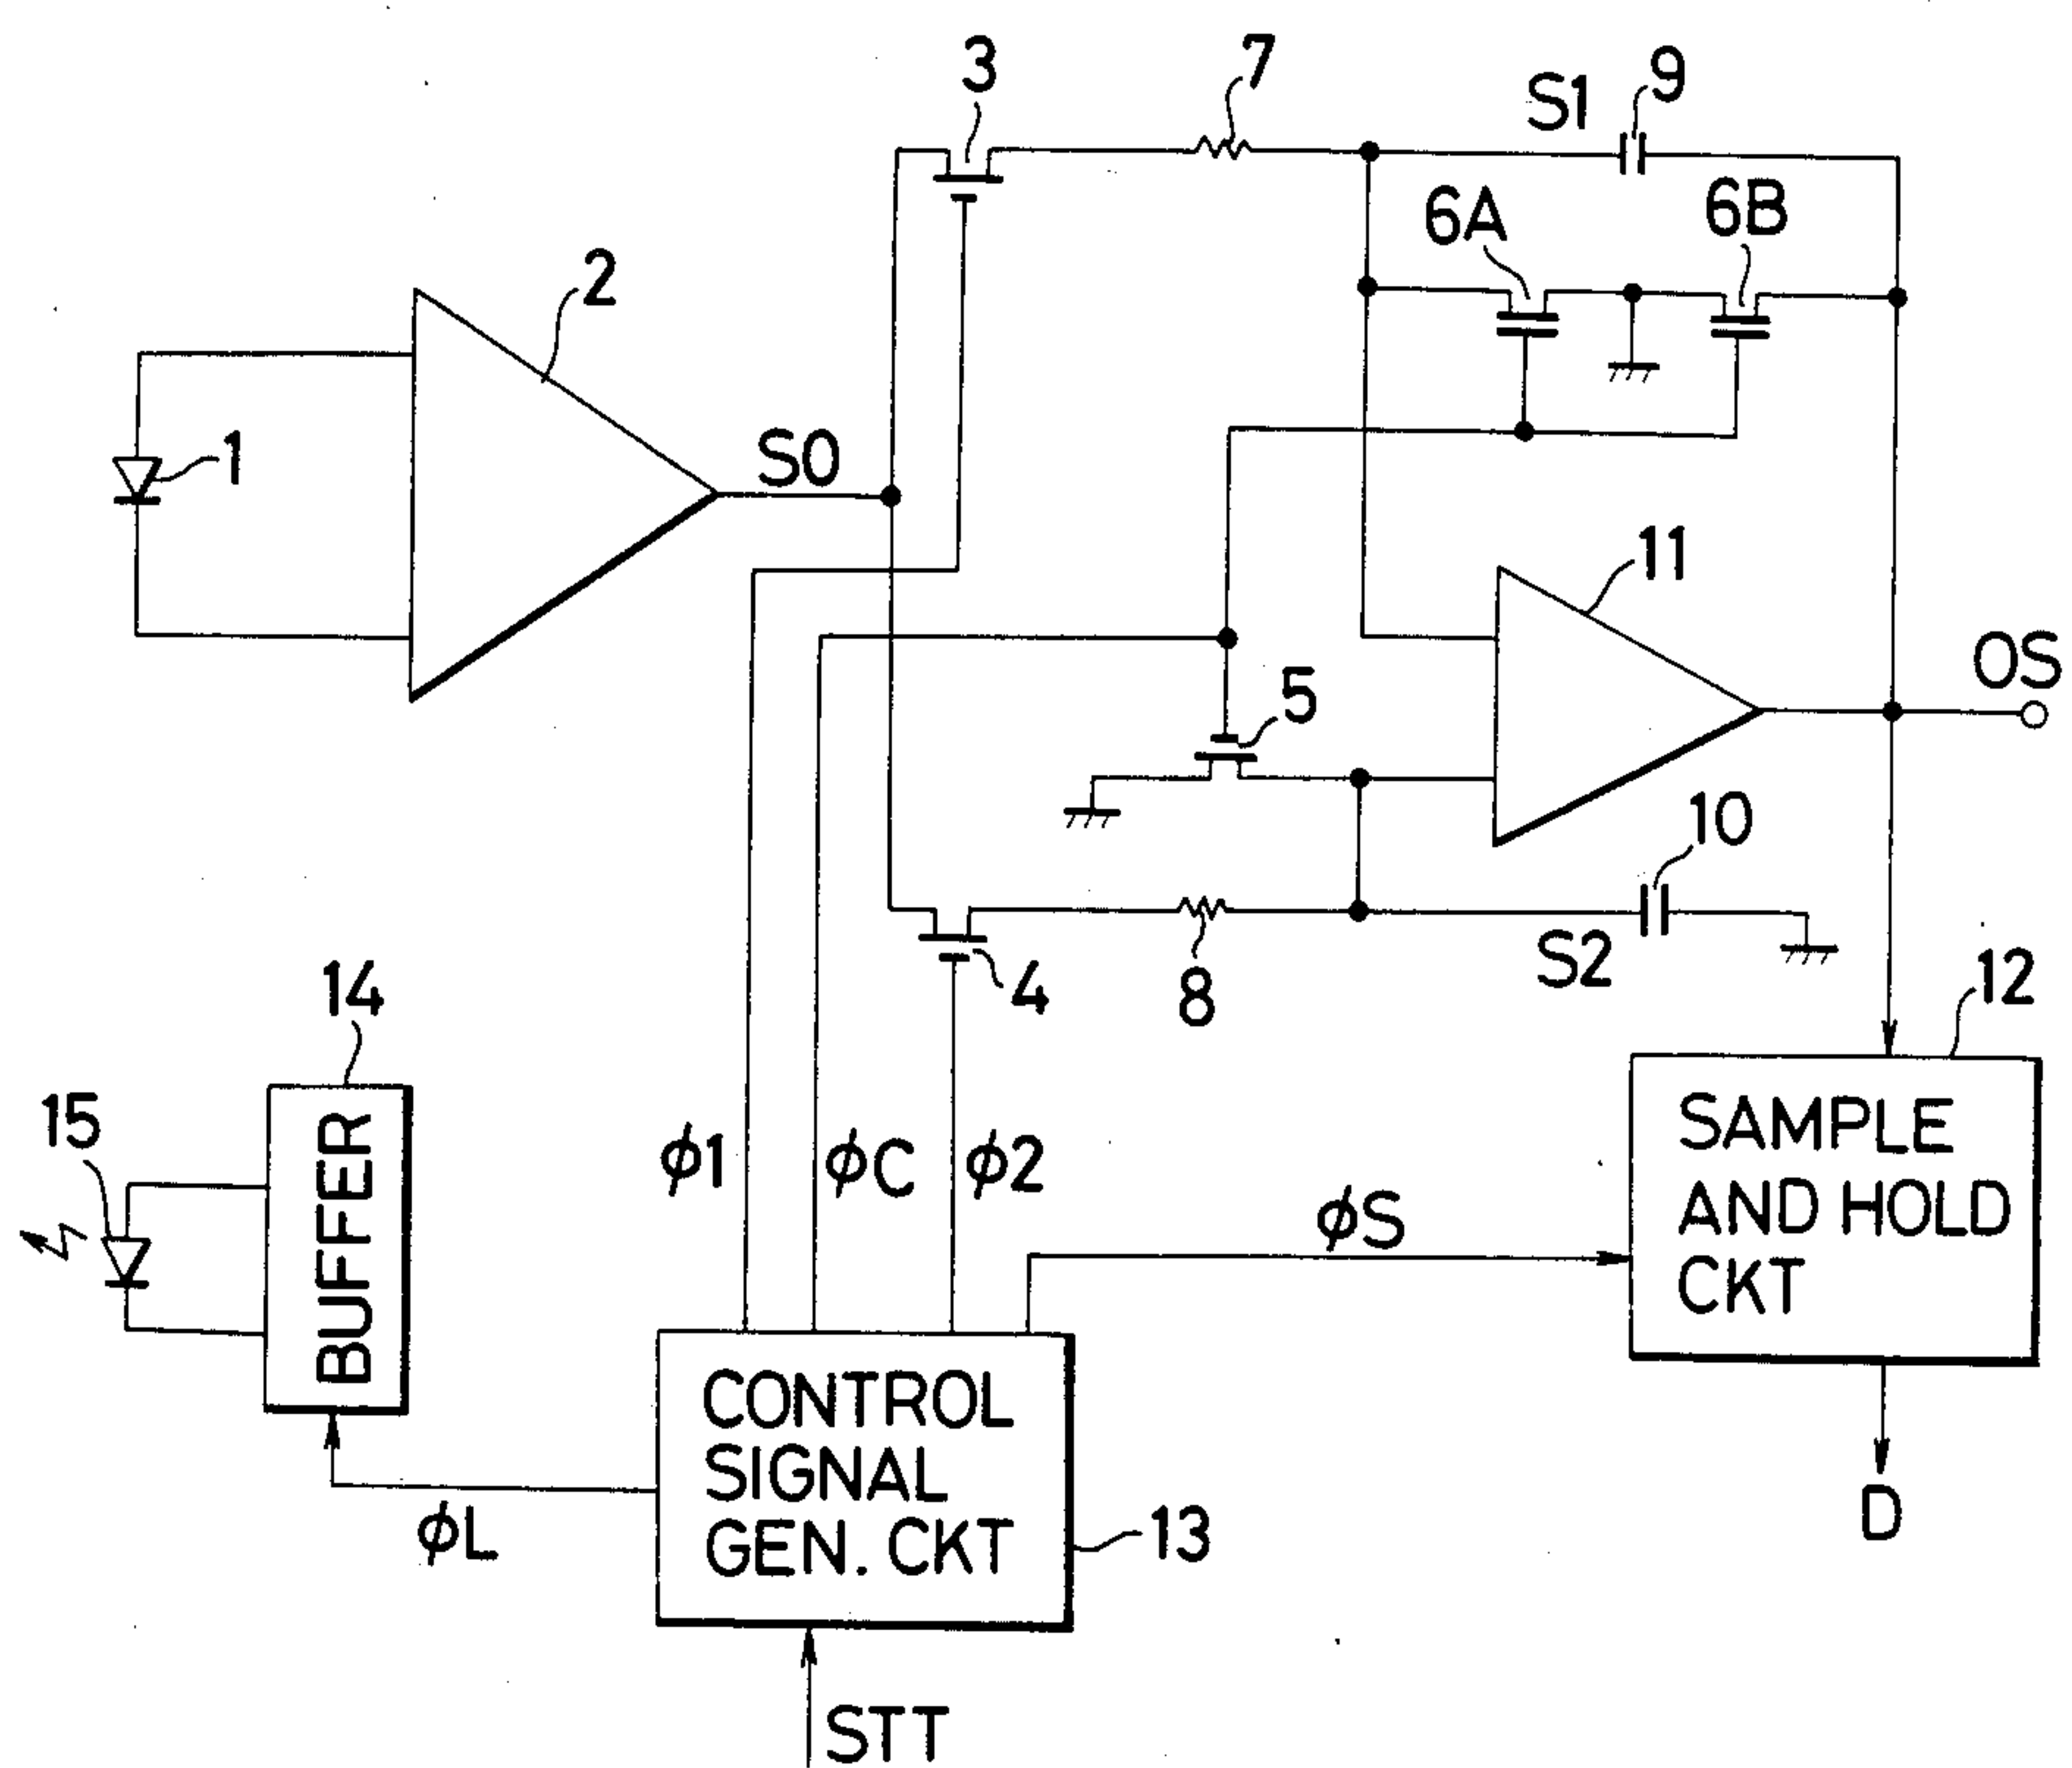 3
7
S1
9
6A
6B
2
1
S0
11
OS
5
10
4
8
S2
12
14
15
BUFFER
φ1
φC
φ2
φS
SAMPLE
AND HOLD
CKT
CONTROL
SIGNAL
GEN. CKT
13
φL
D
STT